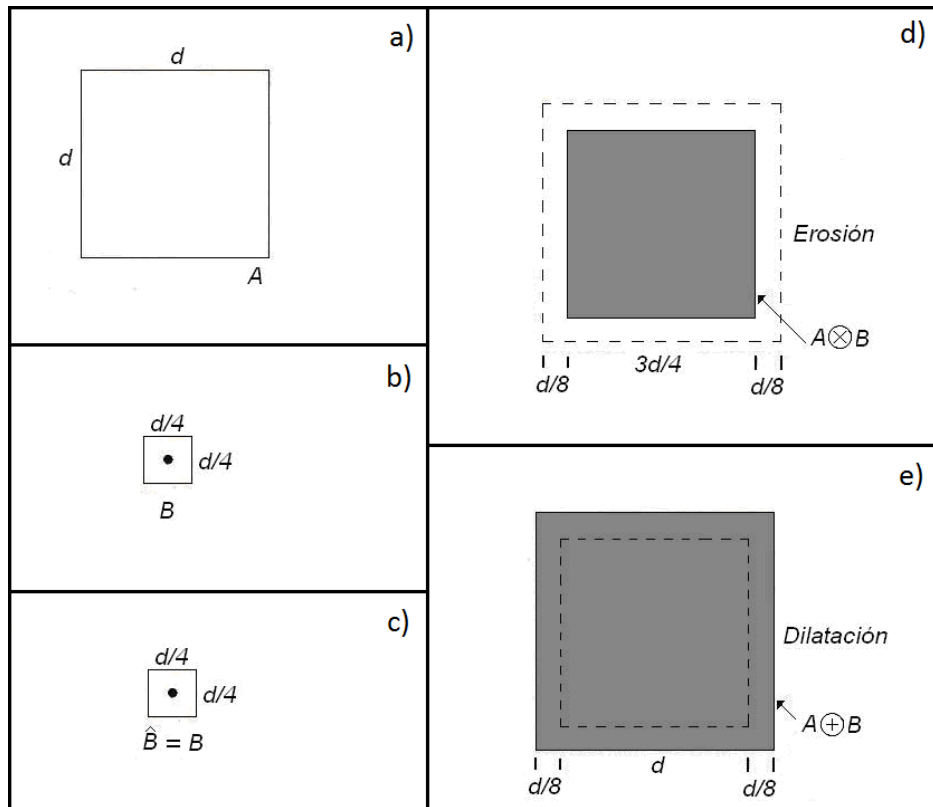 a)
d
d
A
b)
d/4
d/4
B
c)
d/4
d/4
B̂ = B
d)
Erosión
A⊗B
3d/4
d/8
d/8
e)
Dilatación
A⊕B
d
d/8
d/8